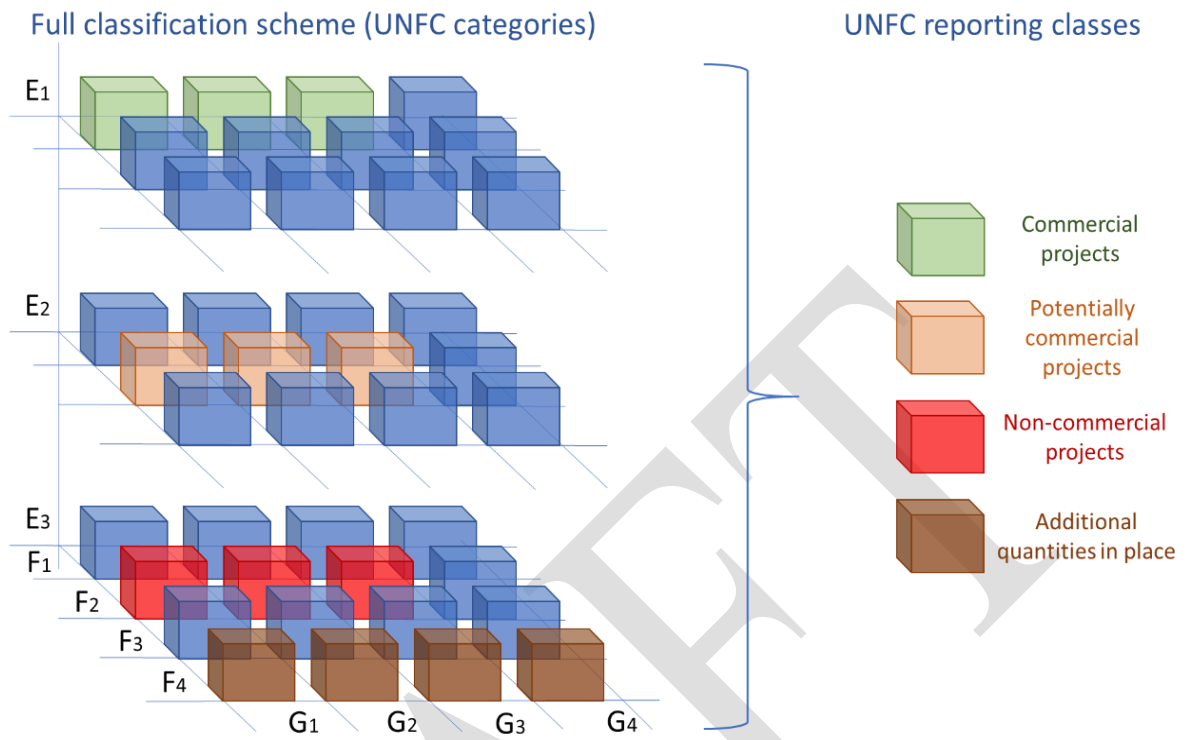 Full classification scheme (UNFC categories)
UNFC reporting classes
E1
E2
E3
F1
F2
F3
F4
G1
G2
G3
G4
Commercial
projects
Potentially
commercial
projects
Non-commercial
projects
Additional
quantities in place